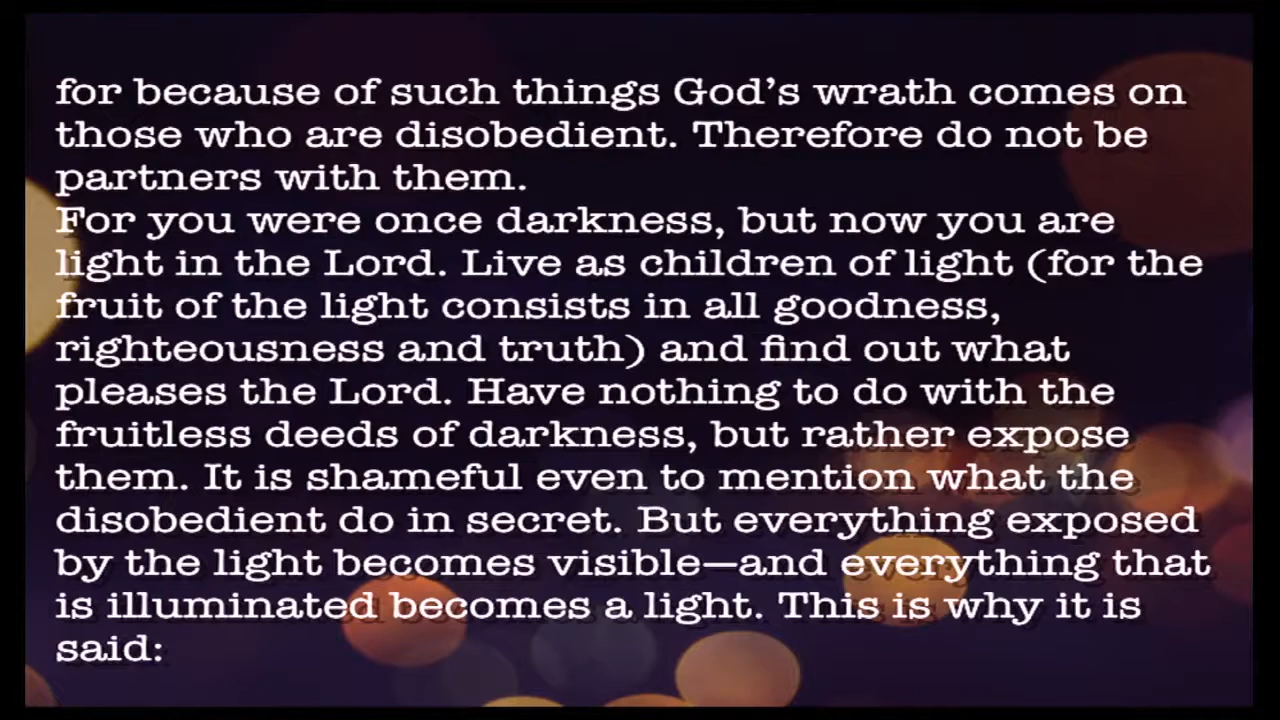 for because of such things God’s wrath comes on
those who are disobedient. Therefore do not be
partners with them.
For you were once darkness, but now you are
light in the Lord. Live as children of light (for the
fruit of the light consists in all goodness,
righteousness and truth) and find out what
pleases the Lord. Have nothing to do with the
fruitless deeds of darkness, but rather expose
them. It is shameful even to mention what the
disobedient do in secret. But everything exposed
by the light becomes visible—and everything that
is illuminated becomes a light. This is why it is
said: